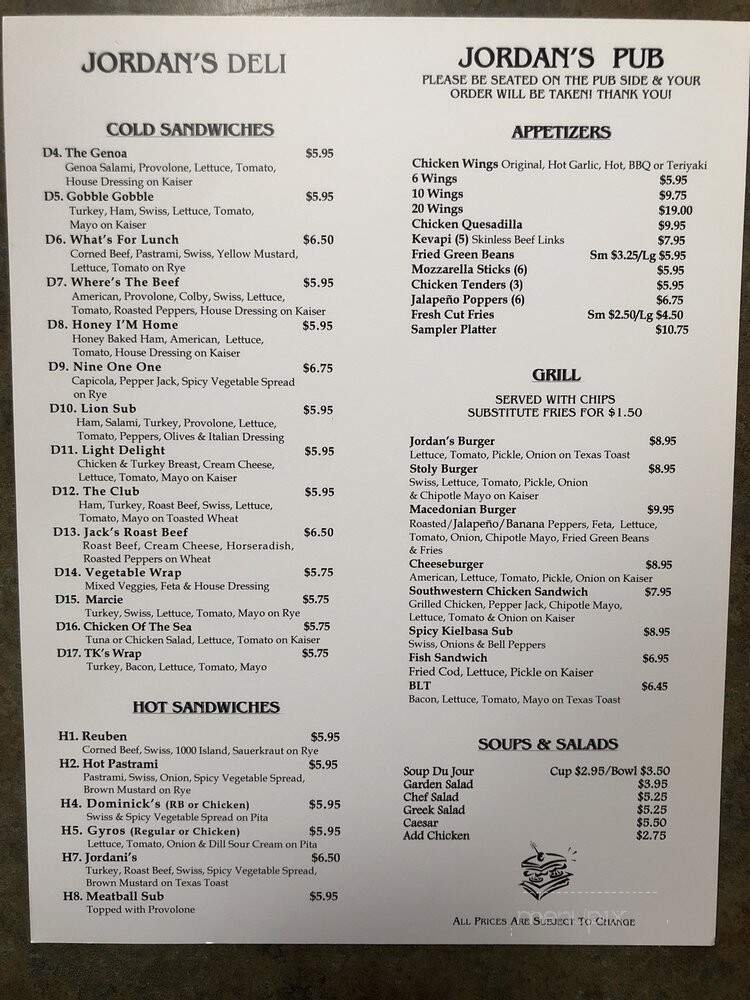 JORDAN'S DELI
COLD SANDWICHES
D4. The Genoa $5.95
Genoa Salami, Provolone, Lettuce, Tomato,
House Dressing on Kaiser
D5. Gobble Gobble $5.95
Turkey, Ham, Swiss, Lettuce, Tomato,
Mayo on Kaiser
D6. What's For Lunch $6.50
Corned Beef, Pastrami, Swiss, Yellow Mustard,
Lettuce, Tomato on Rye
D7. Where's The Beef $5.95
American, Provolone, Colby, Swiss, Lettuce,
Tomato, Roasted Peppers, House Dressing on Kaiser
D8. Honey I'M Home $5.95
Honey Baked Ham, American, Lettuce,
Tomato, House Dressing on Kaiser
D9. Nine One One $6.75
Capicola, Pepper Jack, Spicy Vegetable Spread
on Rye
D10. Lion Sub $5.95
Ham, Salami, Turkey, Provolone, Lettuce,
Tomato, Peppers, Olives & Italian Dressing
D11. Light Delight $5.95
Chicken & Turkey Breast, Cream Cheese,
Lettuce, Tomato, Mayo on Kaiser
D12. The Club $5.95
Ham, Turkey, Roast Beef, Swiss, Lettuce,
Tomato, Mayo on Toasted Wheat
D13. Jack's Roast Beef $6.50
Roast Beef, Cream Cheese, Horseradish,
Roasted Peppers on Wheat
D14. Vegetable Wrap $5.75
Mixed Veggies, Feta & House Dressing
D15. Marcie $5.75
Turkey, Swiss, Lettuce, Tomato, Mayo on Rye
D16. Chicken Of The Sea $5.75
Tuna or Chicken Salad, Lettuce, Tomato on Kaiser
D17. TK's Wrap $5.75
Turkey, Bacon, Lettuce, Tomato, Mayo
HOT SANDWICHES
H1. Reuben $5.95
Corned Beef, Swiss, 1000 Island, Sauerkraut on Rye
H2. Hot Pastrami $5.95
Pastrami, Swiss, Onion, Spicy Vegetable Spread,
Brown Mustard on Rye
H4. Dominick's (RB or Chicken) $5.95
Swiss & Spicy Vegetable Spread on Pita
H5. Gyros (Regular or Chicken) $5.95
Lettuce, Tomato, Onion & Dill Sour Cream on Pita
H7. Jordani's $6.50
Turkey, Roast Beef, Swiss, Spicy Vegetable Spread,
Brown Mustard on Texas Toast
H8. Meatball Sub $5.95
Topped with Provolone
JORDAN'S PUB
PLEASE BE SEATED ON THE PUB SIDE & YOUR
ORDER WILL BE TAKEN! THANK YOU!
APPETIZERS
Chicken Wings Original, Hot Garlic, Hot, BBQ or Teriyaki
6 Wings $5.95
10 Wings $9.75
20 Wings $19.00
Chicken Quesadilla $9.95
Kevapi (5) Skinless Beef Links $7.95
Fried Green Beans Sm $3.25/Lg $5.95
Mozzarella Sticks (6) $5.95
Chicken Tenders (3) $5.95
Jalapeño Poppers (6) $6.75
Fresh Cut Fries Sm $2.50/Lg $4.50
Sampler Platter $10.75
GRILL
SERVED WITH CHIPS
SUBSTITUTE FRIES FOR $1.50
Jordan's Burger $8.95
Lettuce, Tomato, Pickle, Onion on Texas Toast
Stoly Burger $8.95
Swiss, Lettuce, Tomato, Pickle, Onion
& Chipotle Mayo on Kaiser
Macedonian Burger $9.95
Roasted/Jalapeño/Banana Peppers, Feta, Lettuce,
Tomato, Onion, Chipotle Mayo, Fried Green Beans
& Fries
Cheeseburger $8.95
American, Lettuce, Tomato, Pickle, Onion on Kaiser
Southwestern Chicken Sandwich $7.95
Grilled Chicken, Pepper Jack, Chipotle Mayo,
Lettuce, Tomato & Onion on Kaiser
Spicy Kielbasa Sub $8.95
Swiss, Onions & Bell Peppers
Fish Sandwich $6.95
Fried Cod, Lettuce, Pickle on Kaiser
BLT $6.45
Bacon, Lettuce, Tomato, Mayo on Texas Toast
SOUPS & SALADS
Soup Du Jour Cup $2.95/Bowl $3.50
Garden Salad $3.95
Chef Salad $5.25
Greek Salad $5.25
Caesar $5.50
Add Chicken $2.75
menupix
ALL PRICES ARE SUBJECT TO CHANGE